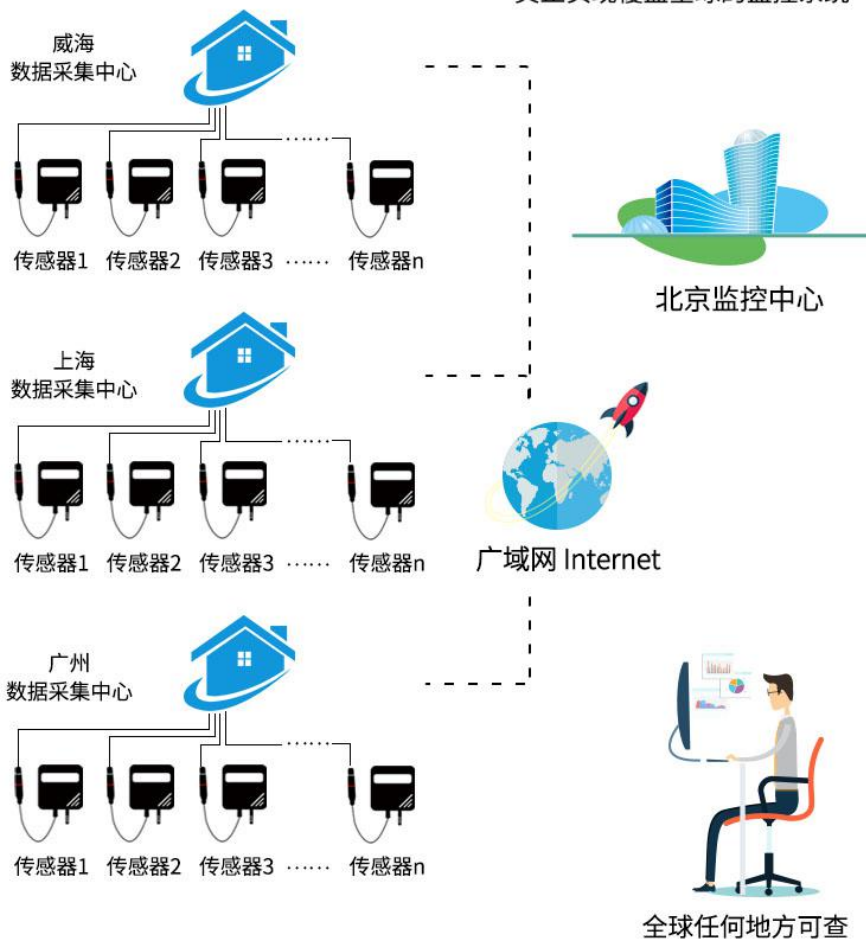 威海
数据采集中心
传感器1 传感器2 传感器3 …… 传感器n
北京监控中心
上海
数据采集中心
传感器1 传感器2 传感器3 …… 传感器n
广域网 Internet
广州
数据采集中心
传感器1 传感器2 传感器3 …… 传感器n
全球任何地方可查